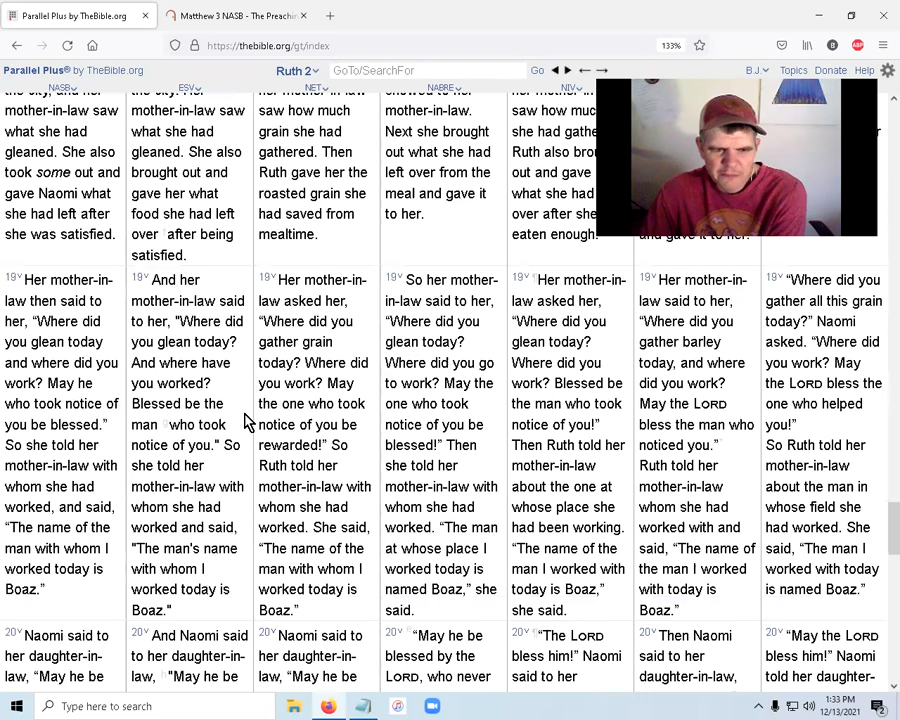 Parallel Plus by TheBible.org
Matthew 3 NASB - The Preachin
https://thebible.org/gt/index
133%
Parallel Plus® by TheBible.org
Ruth 2
GoTo/SearchFor
Go
B.J.
Topics
Donate
Help
NASB
ESV
NET
NABRE
NIV
mother-in-law saw
what she had
gleaned. She also
took some out and
gave Naomi what
she had left after
she was satisfied.
19 Her mother-in-
law then said to
her, “Where did
you glean today
and where did you
work? May he
who took notice of
you be blessed.”
So she told her
mother-in-law with
whom she had
worked, and said,
“The name of the
man with whom I
worked today is
Boaz.”
20 Naomi said to
her daughter-in-
law, “May he be
mother-in-law saw
what she had
gleaned. She also
brought out and
gave her what
food she had left
over after being
satisfied.
19 And her
mother-in-law said
to her, "Where did
you glean today?
And where have
you worked?
Blessed be the
man who took
notice of you." So
she told her
mother-in-law with
whom she had
worked and said,
"The man's name
with whom I
worked today is
Boaz."
20 And Naomi said
to her daughter-in-
law, "May he be
saw how much
grain she had
gathered. Then
Ruth gave her the
roasted grain she
had saved from
mealtime.
19 Her mother-in-
law asked her,
“Where did you
gather grain
today? Where did
you work? May
the one who took
notice of you be
rewarded!” So
Ruth told her
mother-in-law with
whom she had
worked. She said,
“The name of the
man with whom I
worked today is
Boaz.”
20 Naomi said to
her daughter-in-
law, “May he be
mother-in-law.
Next she brought
out what she had
left over from the
meal and gave it
to her.
19 So her mother-
in-law said to her,
“Where did you
glean today?
Where did you go
to work? May the
one who took
notice of you be
blessed!” Then
she told her
mother-in-law with
whom she had
worked. “The man
at whose place I
worked today is
named Boaz,” she
said.
20 “May he be
blessed by the
LORD, who never
saw how much
she had gathe
Ruth also bro
out and gave
what she had
over after she
eaten enough.
19 Her mother-in-
law asked her,
“Where did you
glean today?
Where did you
work? Blessed be
the man who took
notice of you!”
Then Ruth told her
mother-in-law
about the one at
whose place she
had been working.
“The name of the
man I worked with
today is Boaz,”
she said.
20 “The LORD
bless him!” Naomi
said to her
19 Her mother-in-
law said to her,
“Where did you
gather barley
today, and where
did you work?
May the LORD
bless the man who
noticed you.”
Ruth told her
mother-in-law
whom she had
worked with and
said, “The name of
the man I worked
with today is
Boaz.”
20 Then Naomi
said to her
daughter-in-law,
19 “Where did you
gather all this grain
today?” Naomi
asked. “Where did
you work? May
the LORD bless the
one who helped
you!”
So Ruth told her
mother-in-law
about the man in
whose field she
had worked. She
said, “The man I
worked with today
is named Boaz.”
20 “May the LORD
bless him!” Naomi
told her daughter-
Type here to search
1:33 PM
12/13/2021
2